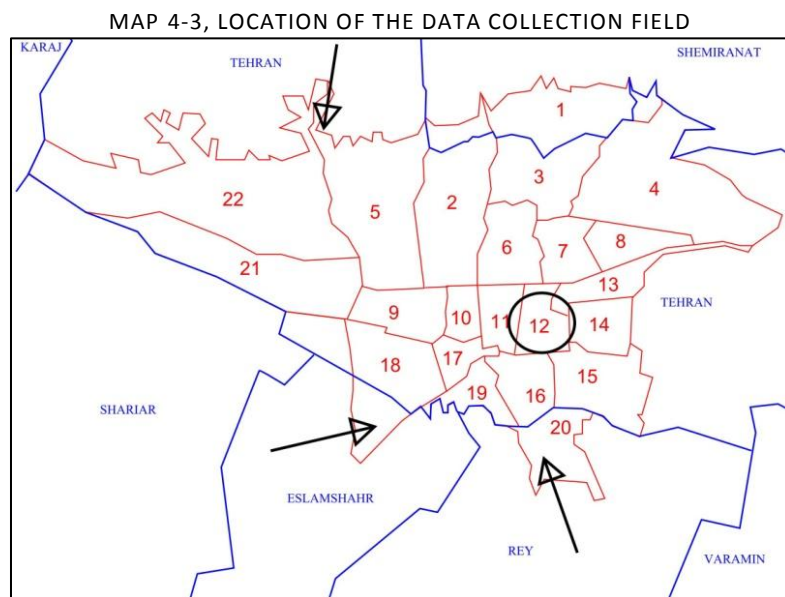 MAP 4-3, LOCATION OF THE DATA COLLECTION FIELD
KARAJ
TEHRAN
SHEMIRANAT
1
3
4
22
5
2
6
7
8
21
13
9
10
11
12
14
TEHRAN
18
17
15
19
16
SHARIAR
20
ESLAMSHAHR
REY
VARAMIN